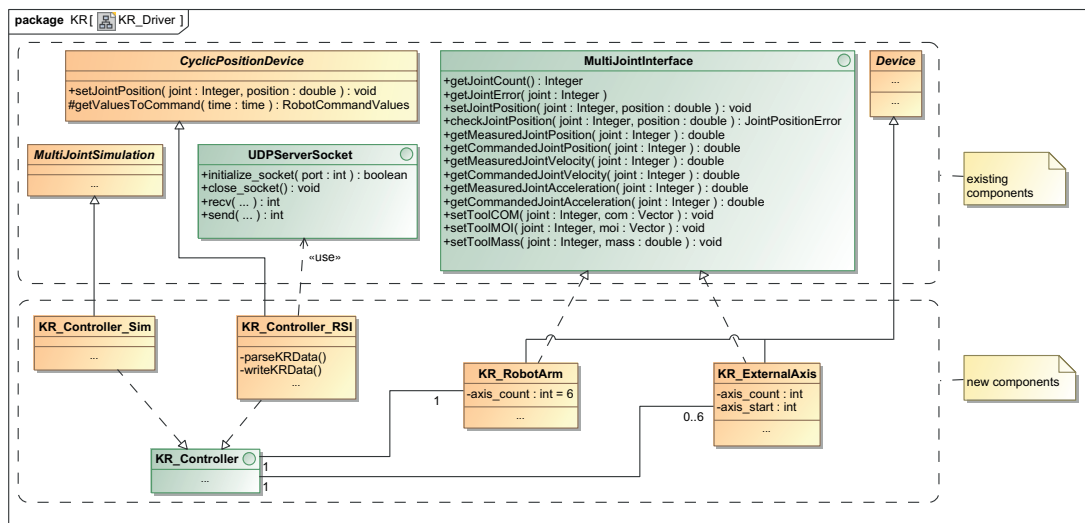 package KR [ KR_Driver ]
CyclicPositionDevice
+setJointPosition( joint : Integer, position : double ) : void
#getValuesToCommand( time : time ) : RobotCommandValues
MultiJointInterface
+getJointCount() : Integer
+getJointError( joint : Integer )
+setJointPosition( joint : Integer, position : double ) : void
+checkJointPosition( joint : Integer, position : double ) : JointPositionError
+getMeasuredJointPosition( joint : Integer ) : double
+getCommandedJointPosition( joint : Integer ) : double
+getMeasuredJointVelocity( joint : Integer ) : double
+getCommandedJointVelocity( joint : Integer ) : double
+getMeasuredJointAcceleration( joint : Integer ) : double
+getCommandedJointAcceleration( joint : Integer ) : double
+setToolCOM( joint : Integer, com : Vector ) : void
+setToolMOI( joint : Integer, moi : Vector ) : void
+setToolMass( joint : Integer, mass : double ) : void
Device
...
...
MultiJointSimulation
...
UDPServerSocket
+initialize_socket( port : int ) : boolean
+close_socket() : void
+recv( ... ) : int
+send( ... ) : int
existing
components
«use»
KR_Controller_Sim
...
KR_Controller_RSI
-parseKRData()
-writeKRData()
...
KR_RobotArm
-axis_count : int = 6
...
KR_ExternalAxis
-axis_count : int
-axis_start : int
...
new components
1
0..6
KR_Controller
...
1
1